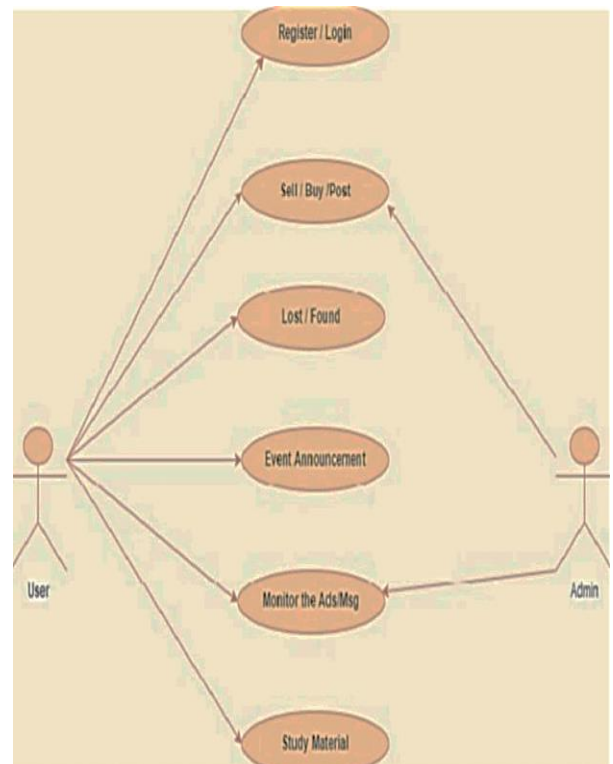 Register / Login
Sell / Buy /Post
Lost / Found
Event Announcement
Monitor the Ads/Msg
User
Admin
Study Material